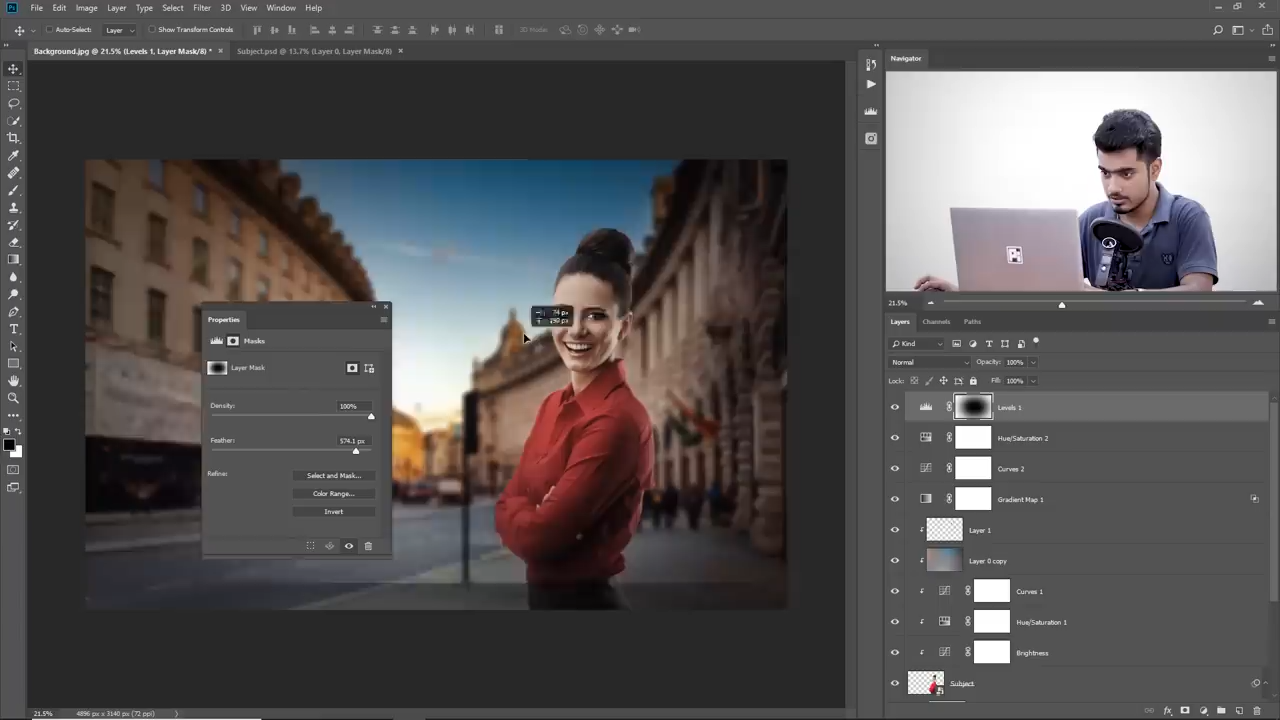 Ps File Edit Image Layer Type Select Filter 3D View Window Help
Auto-Select: Layer Show Transform Controls 3D Mode:
Background.jpg @ 21.5% (Levels 1, Layer Mask/8) * × Subject.psd @ 13.7% (Layer 0, Layer Mask/8) ×
Navigator
Properties
Masks
Layer Mask
Density: 100%
Feather: 574.1 px
Refine:
Select and Mask...
Color Range...
Invert
21.5%
Layers Channels Paths
Kind
Normal Opacity: 100%
Lock: Fill: 100%
Levels 1
Hue/Saturation 2
Curves 2
Gradient Map 1
Layer 1
Layer 0 copy
Curves 1
Hue/Saturation 1
Brightness
Subject
21.5% 4896 px x 3140 px (72 ppi)